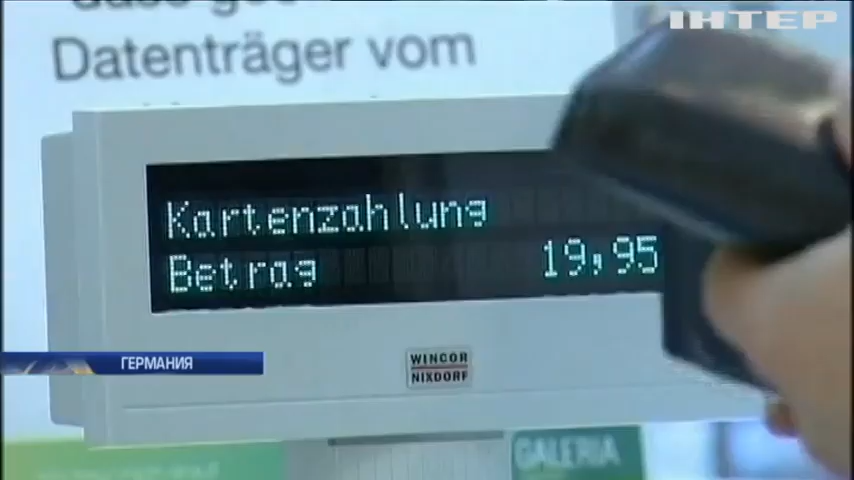 ІНТЕР
Datenträger vom
Kartenzahlung
Betrag 19,95
ГЕРМАНИЯ
WINCOR
NIXDORF
GALERIA